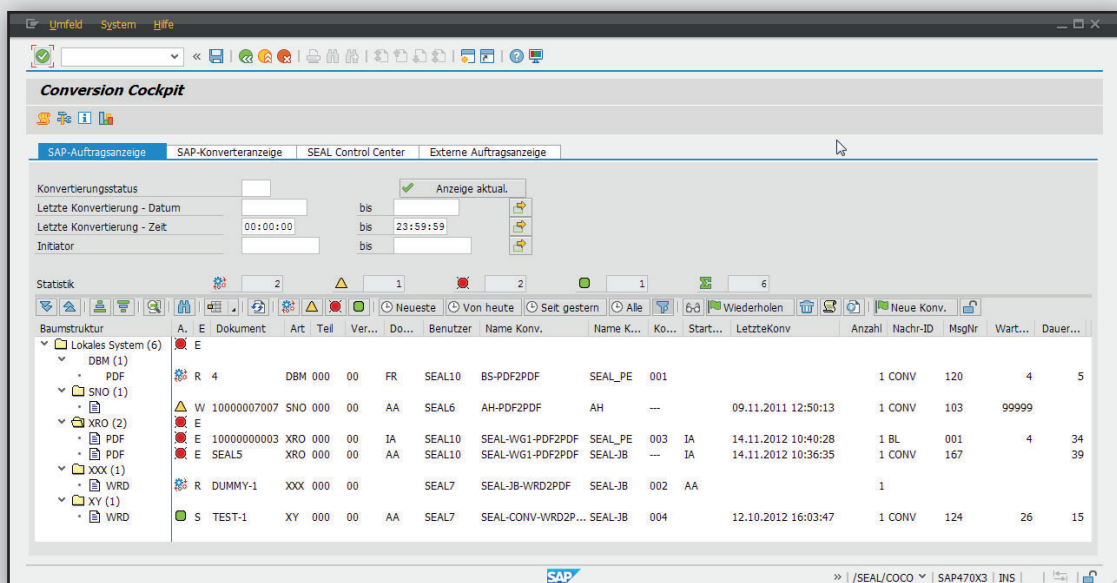 Umfeld System Hilfe
«
Conversion Cockpit
SAP-Auftragsanzeige SAP-Konverteranzeige SEAL Control Center Externe Auftragsanzeige
Konvertierungsstatus Anzeige aktual.
Letzte Konvertierung - Datum bis
Letzte Konvertierung - Zeit 00:00:00 bis 23:59:59
Initiator bis
Statistik 2 1 2 1 6
Neueste Von heute Seit gestern Alle Wiederholen Neue Konv.
Baumstruktur A. E Dokument Art Teil Ver... Do... Benutzer Name Konv. Name K... Ko... Start... LetzteKonv Anzahl Nachr-ID MsgNr Wart... Dauer...
Lokales System (6) E
DBM (1)
PDF R 4 DBM 000 00 FR SEAL10 BS-PDF2PDF SEAL_PE 001 1 CONV 120 4 5
SNO (1)
W 10000007007 SNO 000 00 AA SEAL6 AH-PDF2PDF AH --- 09.11.2011 12:50:13 1 CONV 103 99999
XRO (2) E
PDF E 10000000003 XRO 000 00 IA SEAL10 SEAL-WG1-PDF2PDF SEAL_PE 003 IA 14.11.2012 10:40:28 1 BL 001 4 34
PDF E SEAL5 XRO 000 00 AA SEAL10 SEAL-WG1-PDF2PDF SEAL-JB --- IA 14.11.2012 10:36:35 1 CONV 167 39
XXX (1)
WRD R DUMMY-1 XXX 000 00 SEAL7 SEAL-JB-WRD2PDF SEAL-JB 002 AA 1
XY (1)
WRD S TEST-1 XY 000 00 AA SEAL7 SEAL-CONV-WRD2P... SEAL-JB 004 12.10.2012 16:03:47 1 CONV 124 26 15
SAP » /SEAL/COCO SAP470X3 INS